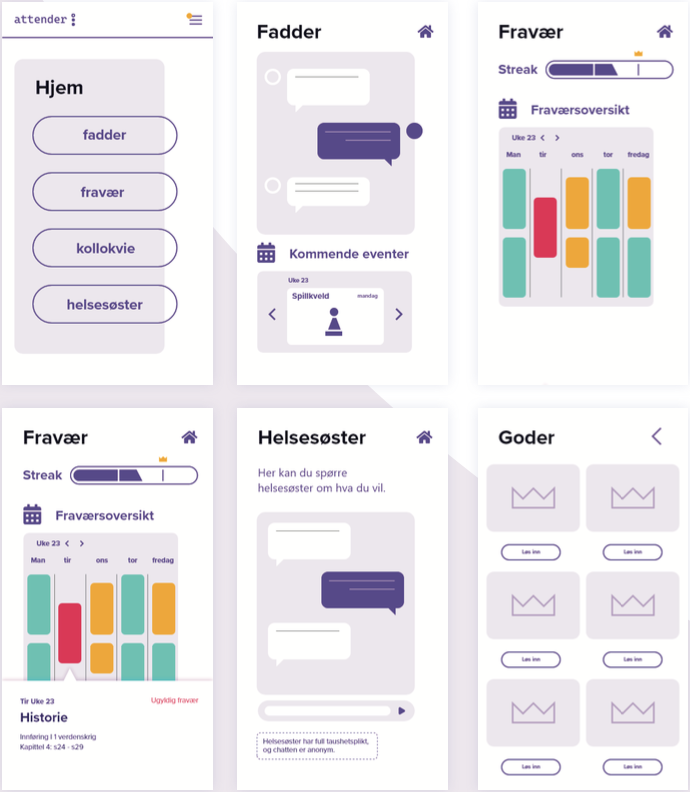 attender
Hjem
fadder
fravær
kollokvie
helsesøster
Fadder
Kommende eventer
Uke 23
Spillkveld
mandag
Fravær
Streak
Fraværsoversikt
Uke 23
Man tir ons tor fredag
Fravær
Streak
Fraværsoversikt
Uke 23
Man tir ons tor fredag
Tir Uke 23
Ugyklig fravær
Historie
Innføring I 1 verdenskrig
Kapittel 4: s24 - s29
Helsesøster
Her kan du spørre
helsesøster om hva du vil.
Helsesøster har full taushetsplikt,
og chatten er anonym.
Goder
Løs inn
Løs inn
Løs inn
Løs inn
Løs inn
Løs inn